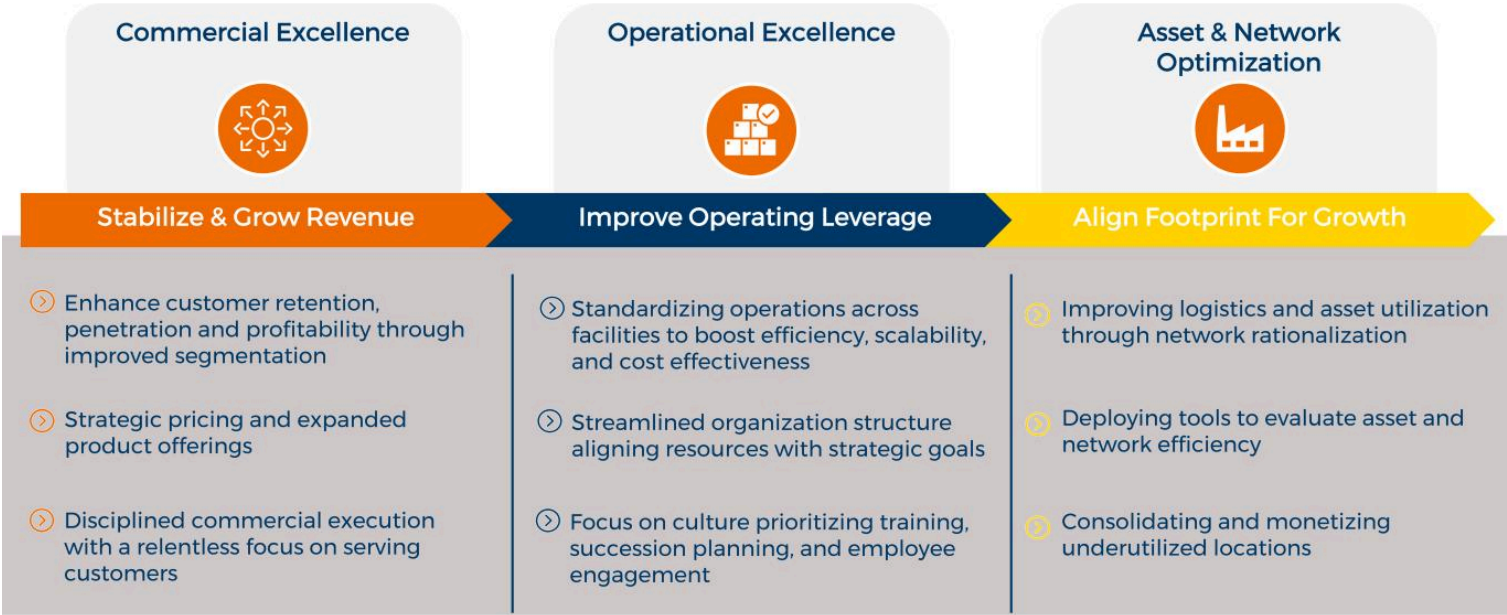 Commercial Excellence
Operational Excellence
Asset & Network
Optimization
Stabilize & Grow Revenue
Improve Operating Leverage
Align Footprint For Growth
Enhance customer retention,
penetration and profitability through
improved segmentation
Strategic pricing and expanded
product offerings
Disciplined commercial execution
with a relentless focus on serving
customers
Standardizing operations across
facilities to boost efficiency, scalability,
and cost effectiveness
Streamlined organization structure
aligning resources with strategic goals
Focus on culture prioritizing training,
succession planning, and employee
engagement
Improving logistics and asset utilization
through network rationalization
Deploying tools to evaluate asset and
network efficiency
Consolidating and monetizing
underutilized locations